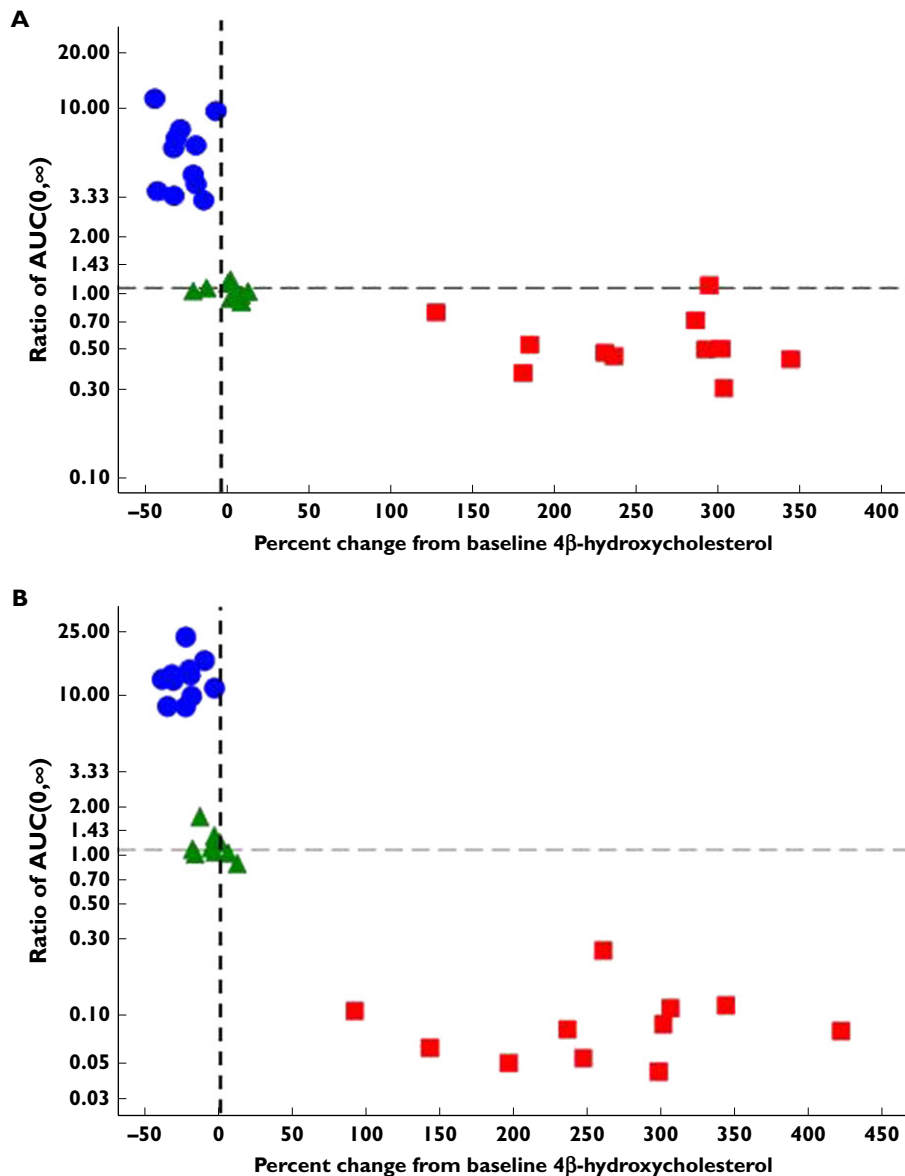 A
Ratio of AUC(0,∞)
20.00
10.00
3.33
2.00
1.43
1.00
0.70
0.50
0.30
0.10
–50 0 50 100 150 200 250 300 350 400
Percent change from baseline 4β-hydroxycholesterol
B
Ratio of AUC(0,∞)
25.00
10.00
3.33
2.00
1.43
1.00
0.70
0.50
0.30
0.10
0.05
0.03
–50 0 50 100 150 200 250 300 350 400 450
Percent change from baseline 4β-hydroxycholesterol